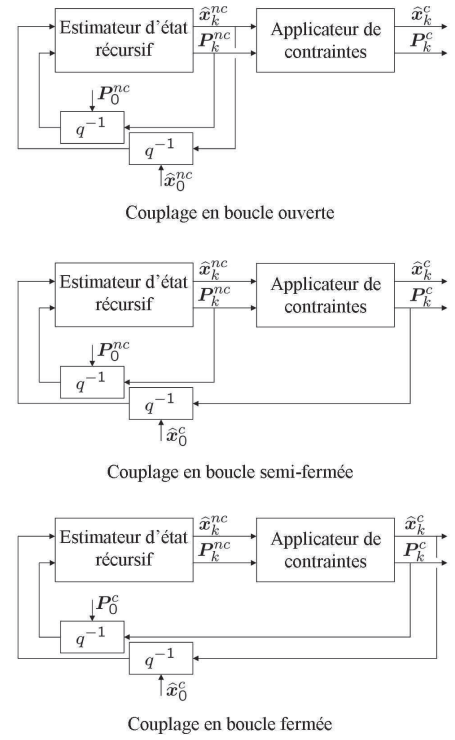 Estimateur d'état
récursif
x̂_k^{nc}
P_k^{nc}
Applicateur de
contraintes
x̂_k^c
P_k^c
P_0^{nc}
q^{-1}
q^{-1}
x̂_0^{nc}
Couplage en boucle ouverte
Estimateur d'état
récursif
x̂_k^{nc}
P_k^{nc}
Applicateur de
contraintes
x̂_k^c
P_k^c
P_0^{nc}
q^{-1}
q^{-1}
x̂_0^c
Couplage en boucle semi-fermée
Estimateur d'état
récursif
x̂_k^{nc}
P_k^{nc}
Applicateur de
contraintes
x̂_k^c
P_k^c
P_0^c
q^{-1}
q^{-1}
x̂_0^c
Couplage en boucle fermée